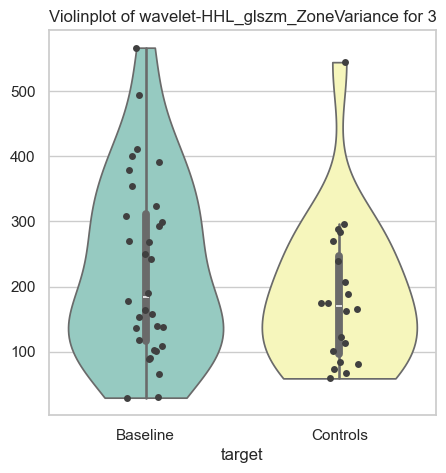 Violinplot of wavelet-HHL_glszm_ZoneVariance for 3
500
400
300
200
100
Baseline
Controls
target